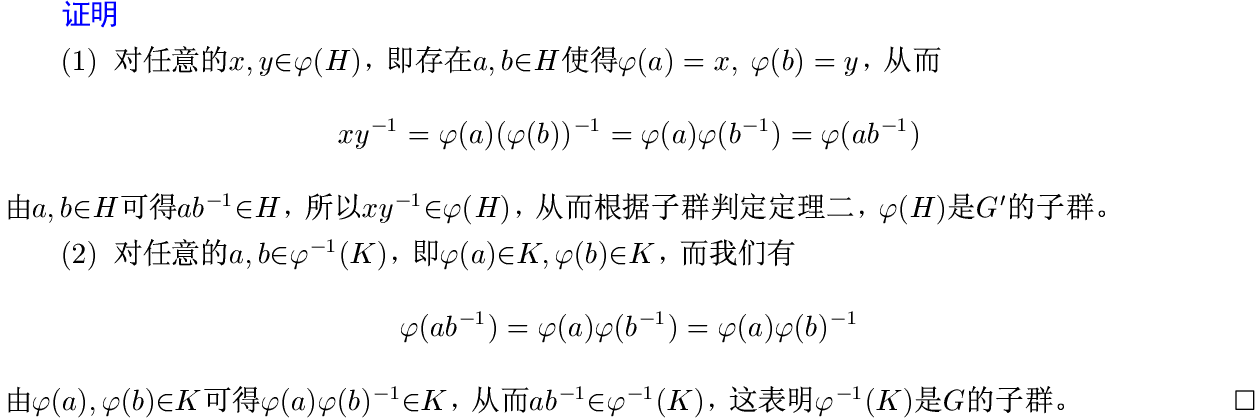 证明
(1) 对任意的x, y∈φ(H)，即存在a, b∈H使得φ(a) = x, φ(b) = y，从而
xy⁻¹ = φ(a)(φ(b))⁻¹ = φ(a)φ(b⁻¹) = φ(ab⁻¹)
由a, b∈H可得ab⁻¹∈H，所以xy⁻¹∈φ(H)，从而根据子群判定定理二，φ(H)是G′的子群。
(2) 对任意的a, b∈φ⁻¹(K)，即φ(a)∈K, φ(b)∈K，而我们有
φ(ab⁻¹) = φ(a)φ(b⁻¹) = φ(a)φ(b)⁻¹
由φ(a), φ(b)∈K可得φ(a)φ(b)⁻¹∈K，从而ab⁻¹∈φ⁻¹(K)，这表明φ⁻¹(K)是G的子群。 □